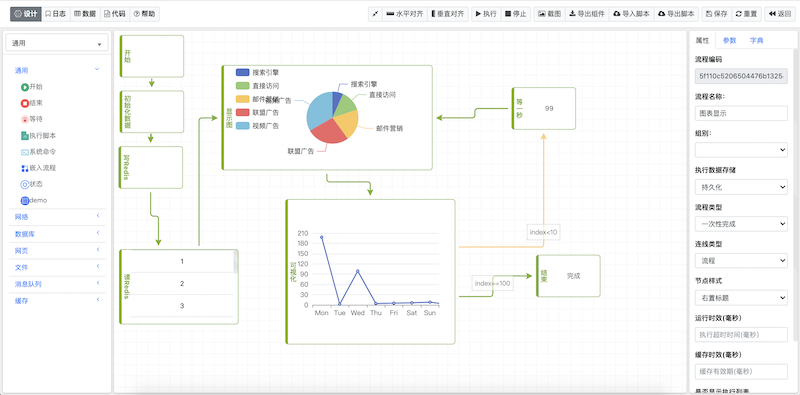 设计 日志 数据 代码 帮助 水平对齐 垂直对齐 执行 停止 截图 导出组件 导入脚本 导出脚本 保存 重置 返回
通用
通用
开始
结束
等待
执行脚本
系统命令
嵌入流程
状态
demo
网络
数据库
网页
文件
消息队列
缓存
开始
初始化数据
写Redis
读Redis
1
2
3
显示图
搜索引擎
直接访问
邮件营销
联盟广告
视频广告
搜索引擎
直接访问
邮件营销
联盟广告
视频广告
等一秒
99
210
180
150
120
90
60
30
0
Mon Tue Wed Thu Fri Sat Sun
index<10
index==100
结束
完成
属性 参数 字典
流程编码
5f110c5206504476b1325
流程名称:
图表显示
组别:
执行数据存储
持久化
流程类型
一次性完成
连线类型
流程
节点样式
右置标题
运行时效(毫秒)
执行超时时间(毫秒)
缓存时效(毫秒)
缓存有效期(毫秒)
是否显示执行列表